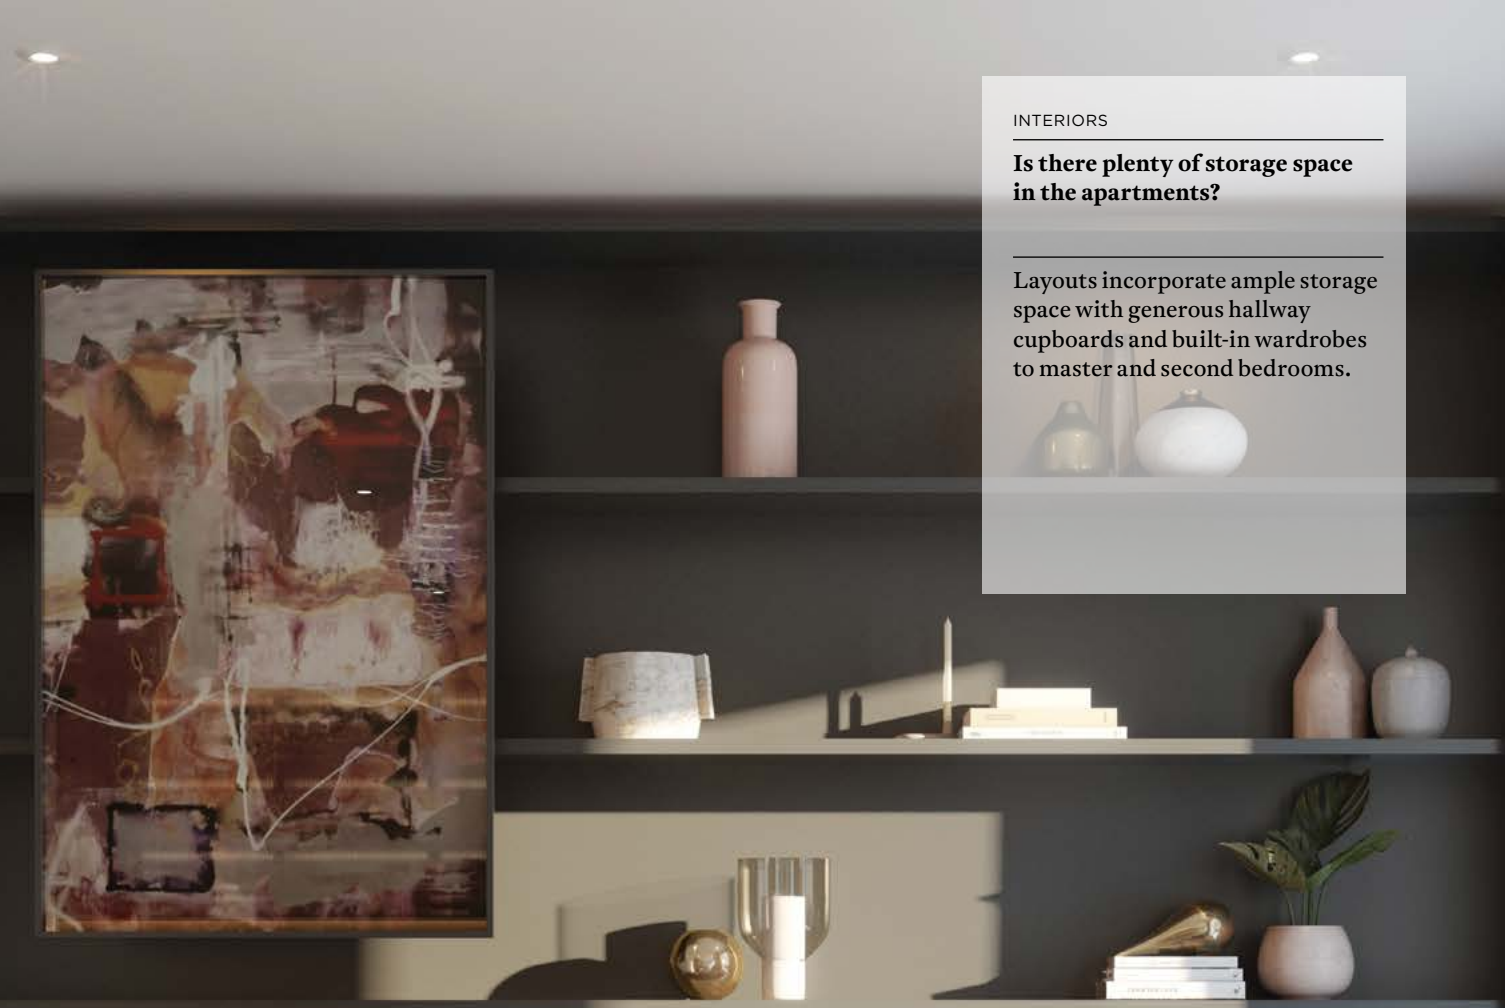 INTERIORS
Is there plenty of storage space
in the apartments?
Layouts incorporate ample storage
space with generous hallway
cupboards and built-in wardrobes
to master and second bedrooms.